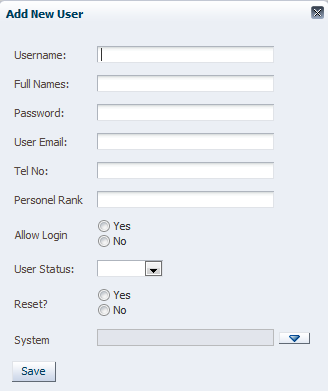 Add New User
Username:
Full Names:
Password:
User Email:
Tel No:
Personel Rank
Allow Login
Yes
No
User Status:
Reset?
Yes
No
System
Save